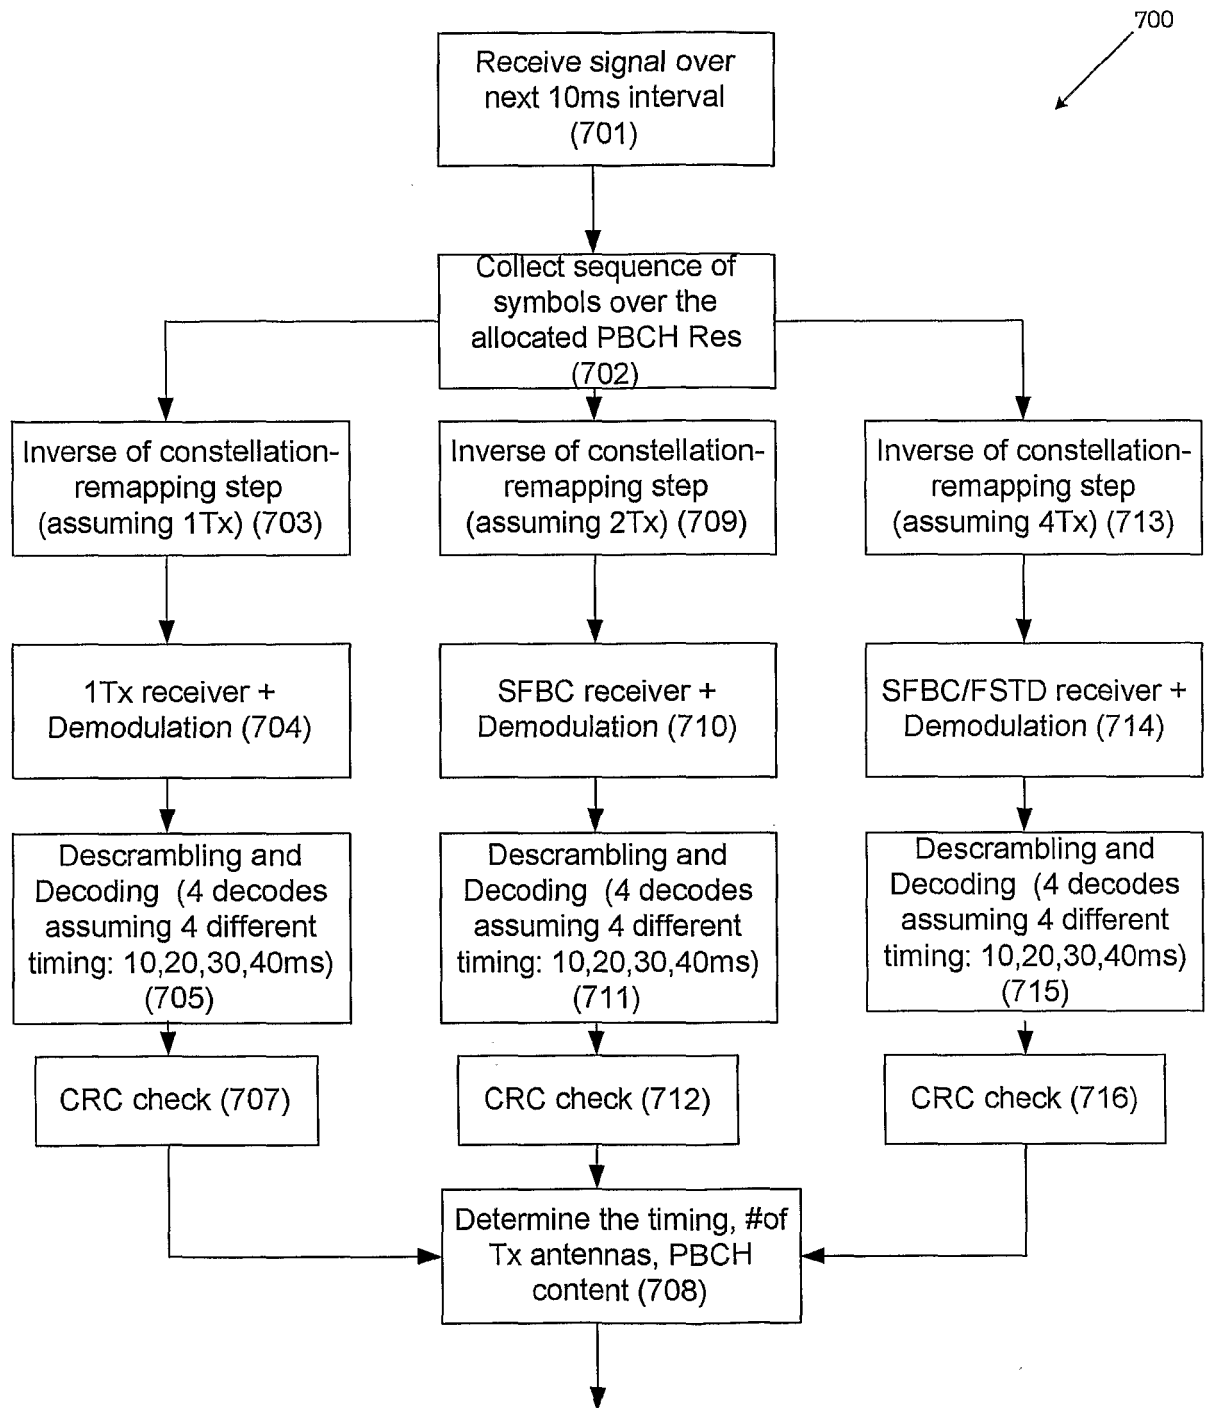 700
Receive signal over
next 10ms interval
(701)
Collect sequence of
symbols over the
allocated PBCH Res
(702)
Inverse of constellation-
remapping step
(assuming 1Tx) (703)
Inverse of constellation-
remapping step
(assuming 2Tx) (709)
Inverse of constellation-
remapping step
(assuming 4Tx) (713)
1Tx receiver +
Demodulation (704)
SFBC receiver +
Demodulation (710)
SFBC/FSTD receiver +
Demodulation (714)
Descrambling and
Decoding (4 decodes
assuming 4 different
timing: 10,20,30,40ms)
(705)
Descrambling and
Decoding (4 decodes
assuming 4 different
timing: 10,20,30,40ms)
(711)
Descrambling and
Decoding (4 decodes
assuming 4 different
timing: 10,20,30,40ms)
(715)
CRC check (707)
CRC check (712)
CRC check (716)
Determine the timing, #of
Tx antennas, PBCH
content (708)